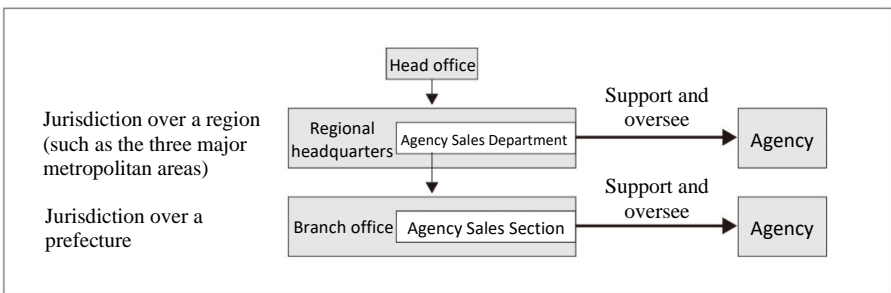 Head office
Jurisdiction over a region
(such as the three major
metropolitan areas)
Regional
headquarters
Agency Sales Department
Support and
oversee
Agency
Jurisdiction over a
prefecture
Branch office
Agency Sales Section
Support and
oversee
Agency